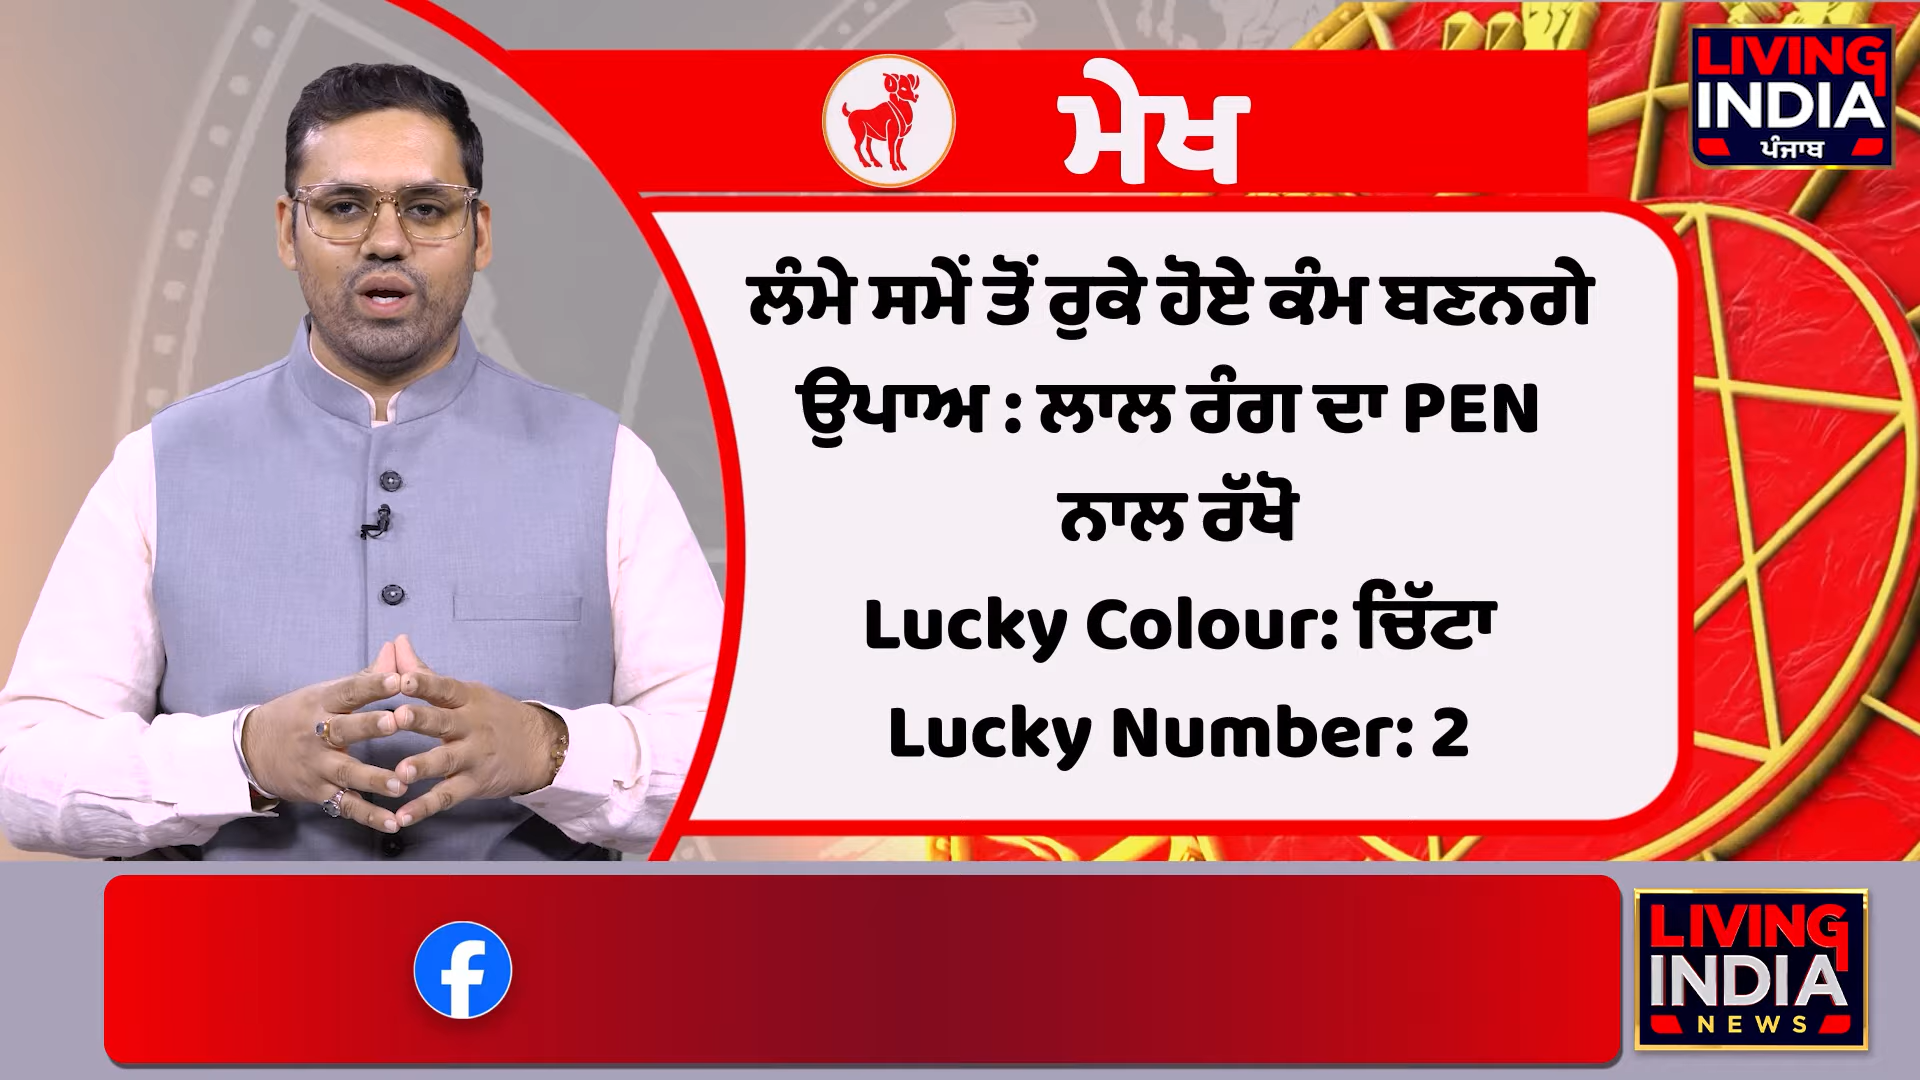 ਮੇਖ
LIVING
INDIA
ਪੰਜਾਬ
ਲੰਮੇ ਸਮੇਂ ਤੋਂ ਰੁਕੇ ਹੋਏ ਕੰਮ ਬਣਨਗੇ
ਉਪਾਅ : ਲਾਲ ਰੰਗ ਦਾ PEN
ਨਾਲ ਰੱਖੋ
Lucky Colour: ਚਿੱਟਾ
Lucky Number: 2
LIVING
INDIA
NEWS